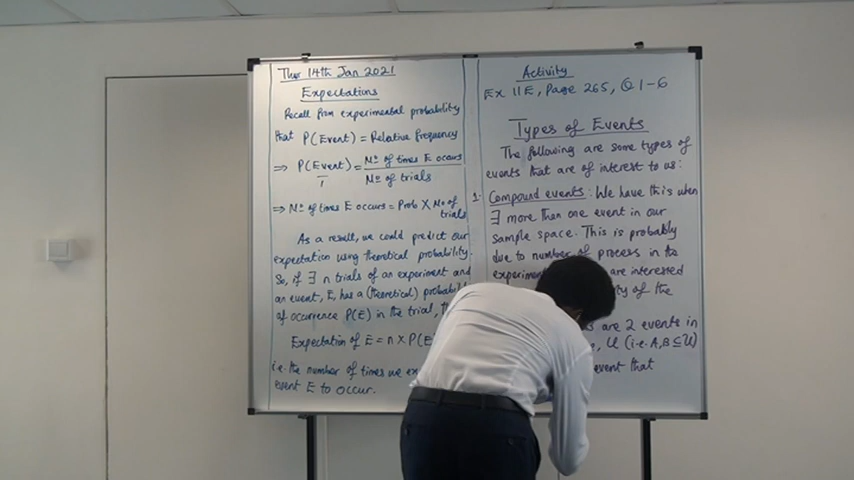 Thur 14th Jan 2021
Expectations
Recall from experimental probability
that P(Event) = Relative frequency
⇒ P(Event) = Nº of times E occurs
Nº of trials
⇒ Nº of times E occurs = Prob X Nº of
trials
As a result, we could predict our
expectation using theoretical probability.
So, if ∃ n trials of an experiment and
an event, E, has a (theoretical) probabili
of occurrence P(E) in the trial,
Expectation of E = n × P(E
i.e. the number of times we ex
event E to occur.
Activity
Ex 11E, Page 265, Q 1-6
Types of Events
The following are some types of
events that are of interest to us:
1. Compound events: We have this when
∃ more than one event in our
sample space. This is probably
due to number of process in the
experimen are interested
ity of the
s are 2 events in
, U (i.e. A,B ⊆ U)
event that